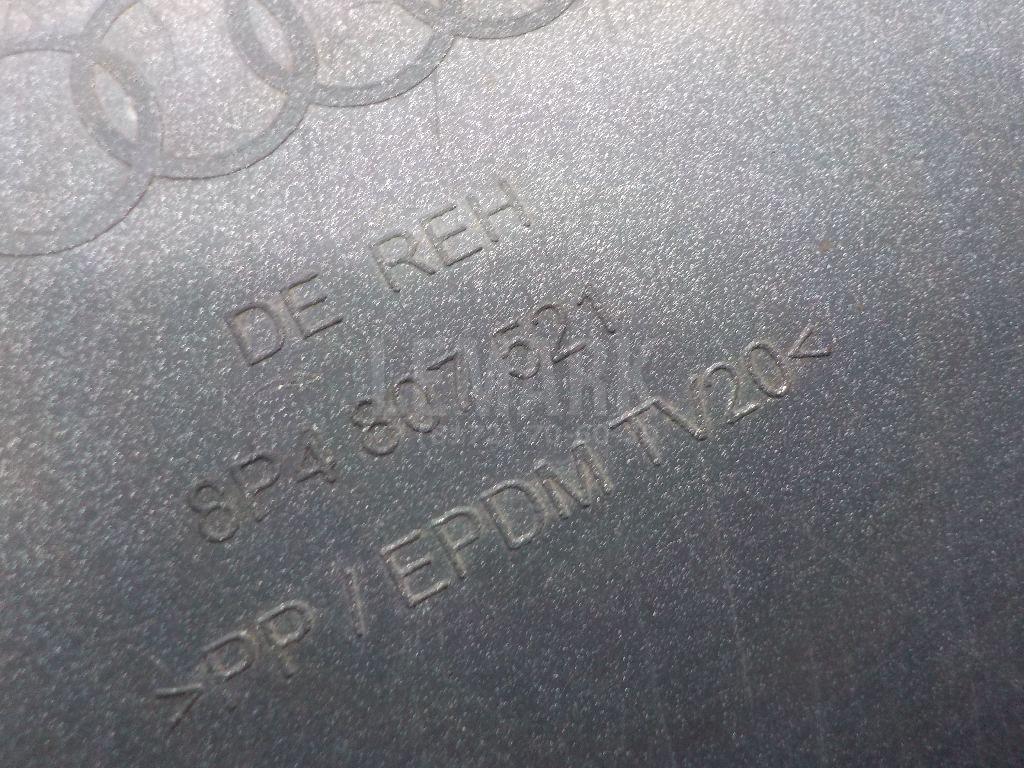 DE REH
8P4 807 521
>PP / EPDM TV20<